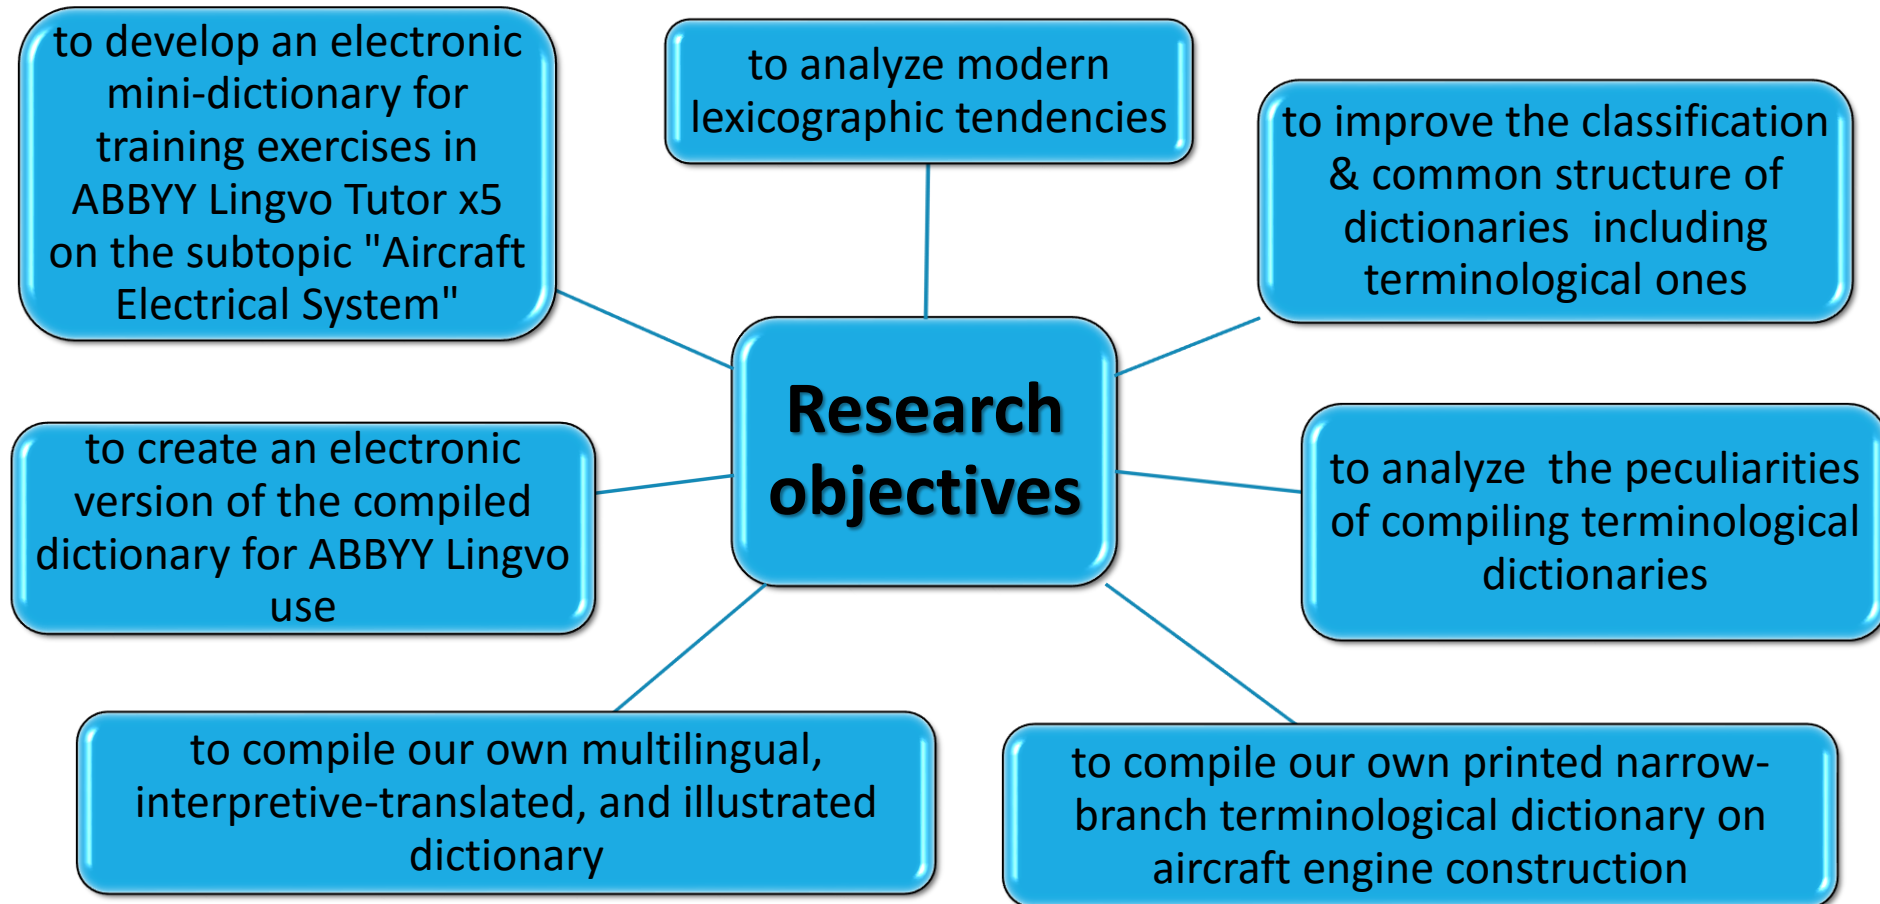 to develop an electronic
mini-dictionary for
training exercises in
ABBYY Lingvo Tutor x5
on the subtopic "Aircraft
Electrical System"
to analyze modern
lexicographic tendencies
to improve the classification
& common structure of
dictionaries including
terminological ones
Research
objectives
to create an electronic
version of the compiled
dictionary for ABBYY Lingvo
use
to analyze the peculiarities
of compiling terminological
dictionaries
to compile our own multilingual,
interpretive-translated, and illustrated
dictionary
to compile our own printed narrow-
branch terminological dictionary on
aircraft engine construction